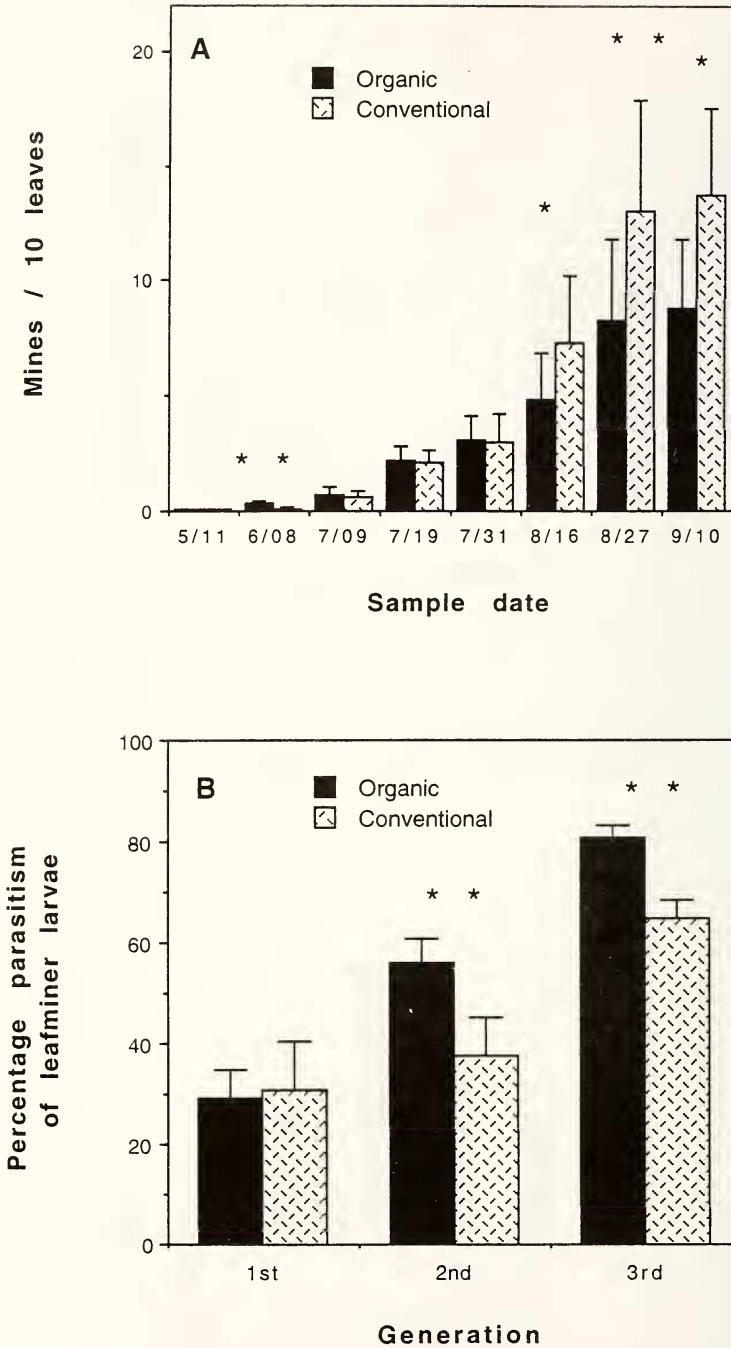 A
Organic
Conventional
20
10
0
Mines / 10 leaves
* *
*
* *
*
5/11 6/08 7/09 7/19 7/31 8/16 8/27 9/10
Sample date
B
Organic
Conventional
100
80
60
40
20
0
Percentage parasitism
of leafminer larvae
* *
* *
1st 2nd 3rd
Generation